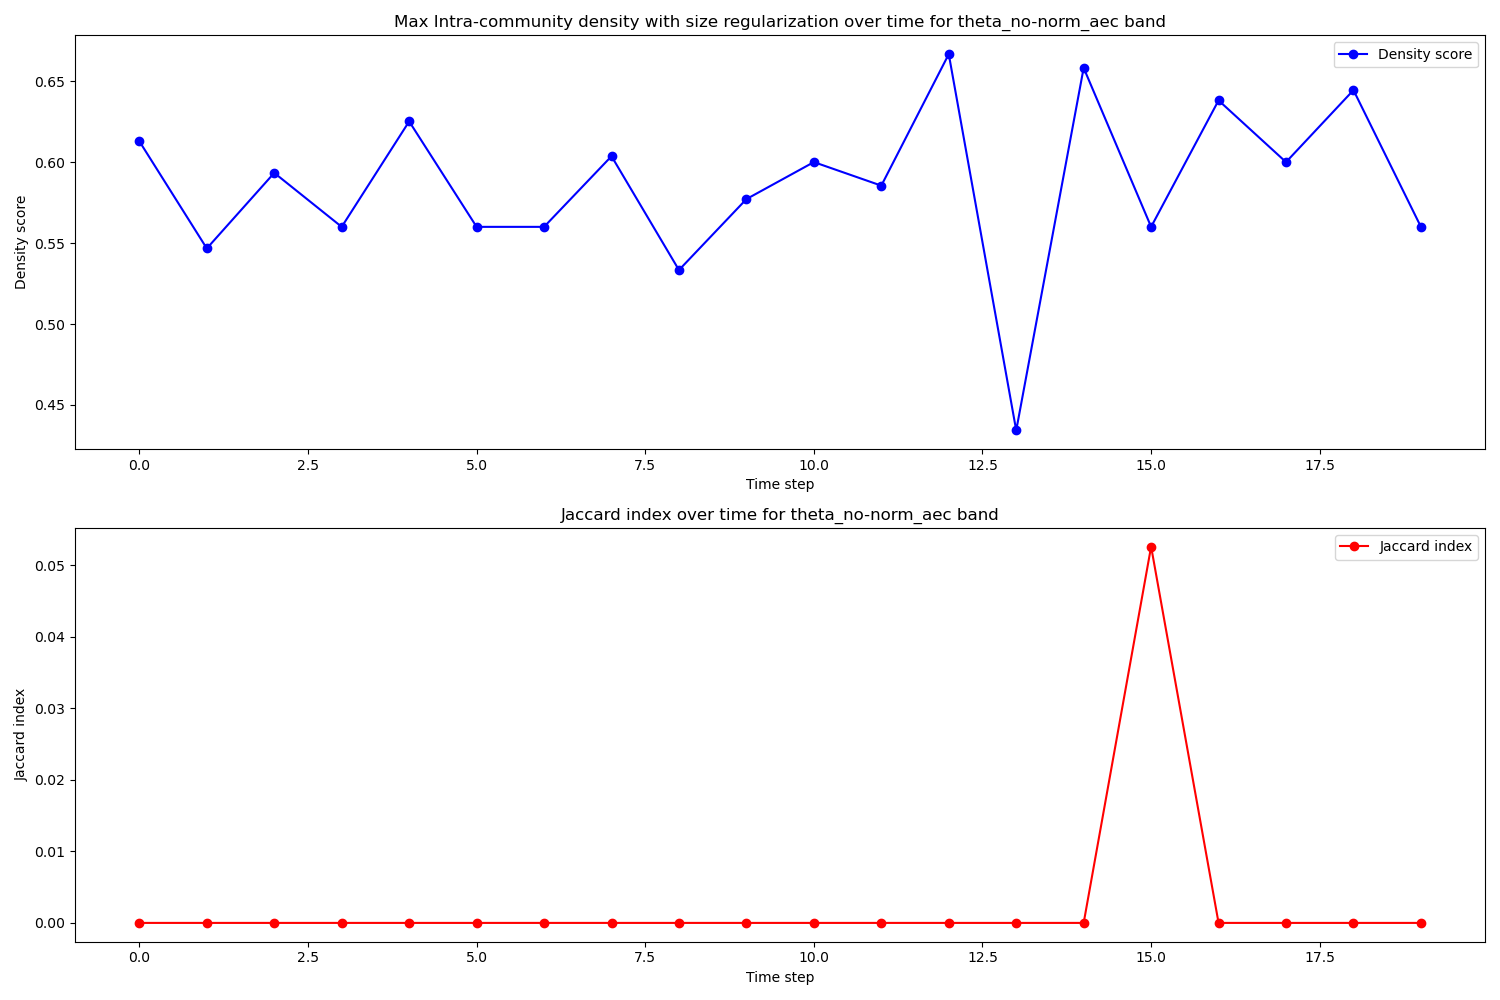 Max Intra-community density with size regularization over time for theta_no-norm_aec band
Density score
0.65
0.60
0.55
0.50
0.45
Density score
0.0 2.5 5.0 7.5 10.0 12.5 15.0 17.5
Time step
Jaccard index over time for theta_no-norm_aec band
Jaccard index
0.05
0.04
0.03
0.02
0.01
0.00
Jaccard index
0.0 2.5 5.0 7.5 10.0 12.5 15.0 17.5
Time step